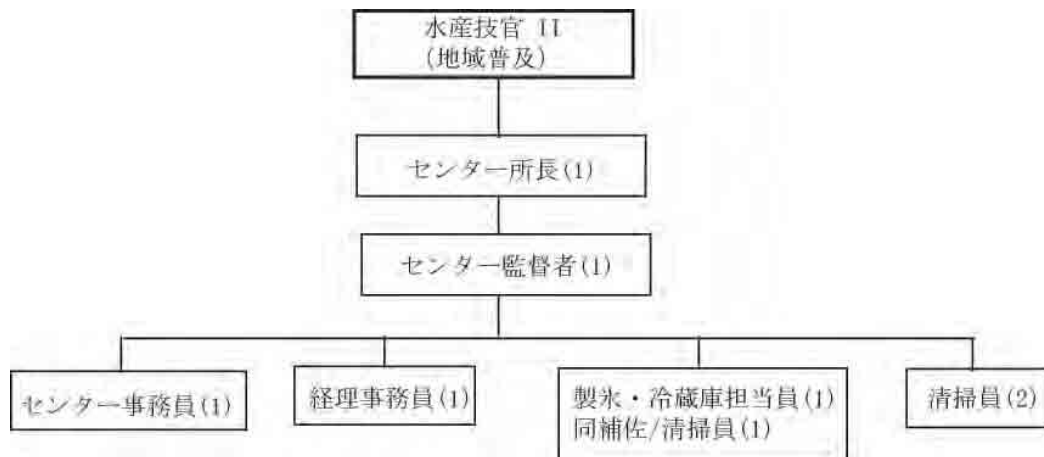 水産技官 II
(地域普及)
センター所長(1)
センター監督者(1)
センター事務員(1)
経理事務員(1)
製氷・冷蔵庫担当員(1)
同補佐/清掃員(1)
清掃員(2)